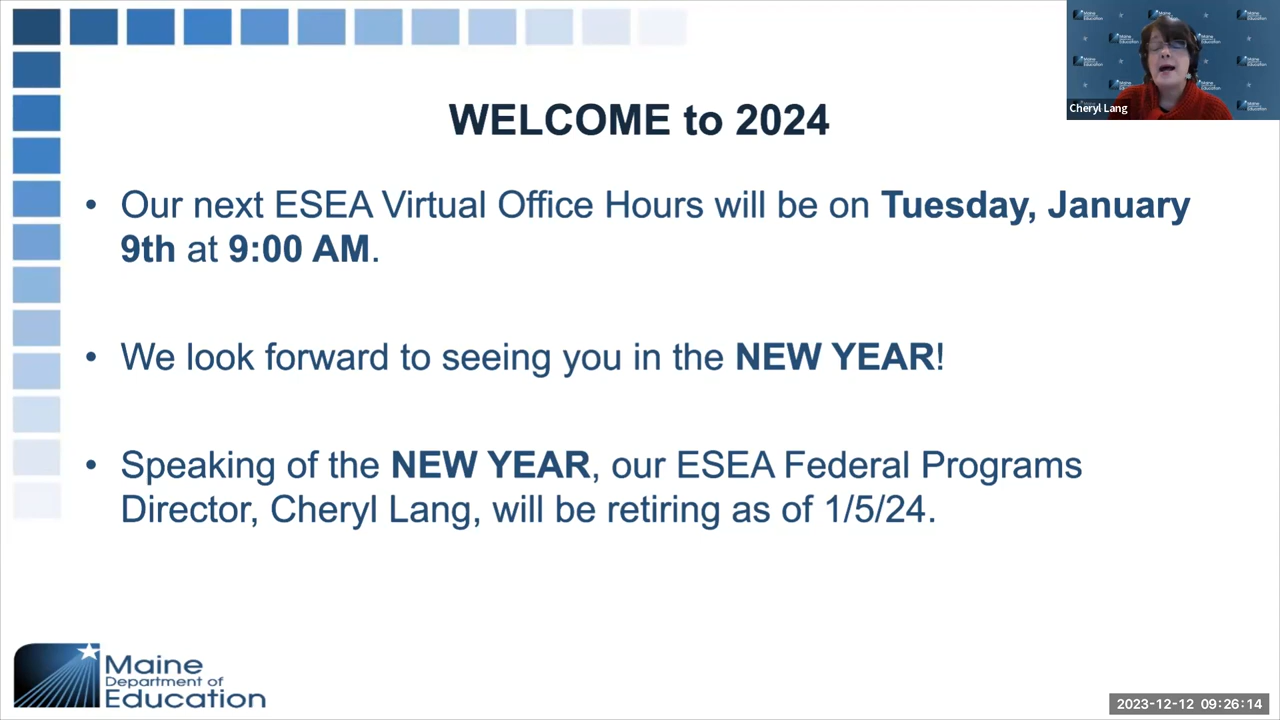 WELCOME to 2024
• Our next ESEA Virtual Office Hours will be on Tuesday, January
9th at 9:00 AM.
• We look forward to seeing you in the NEW YEAR!
• Speaking of the NEW YEAR, our ESEA Federal Programs
Director, Cheryl Lang, will be retiring as of 1/5/24.
Cheryl Lang
Maine
Department of
Education
2023-12-12 09:26:14